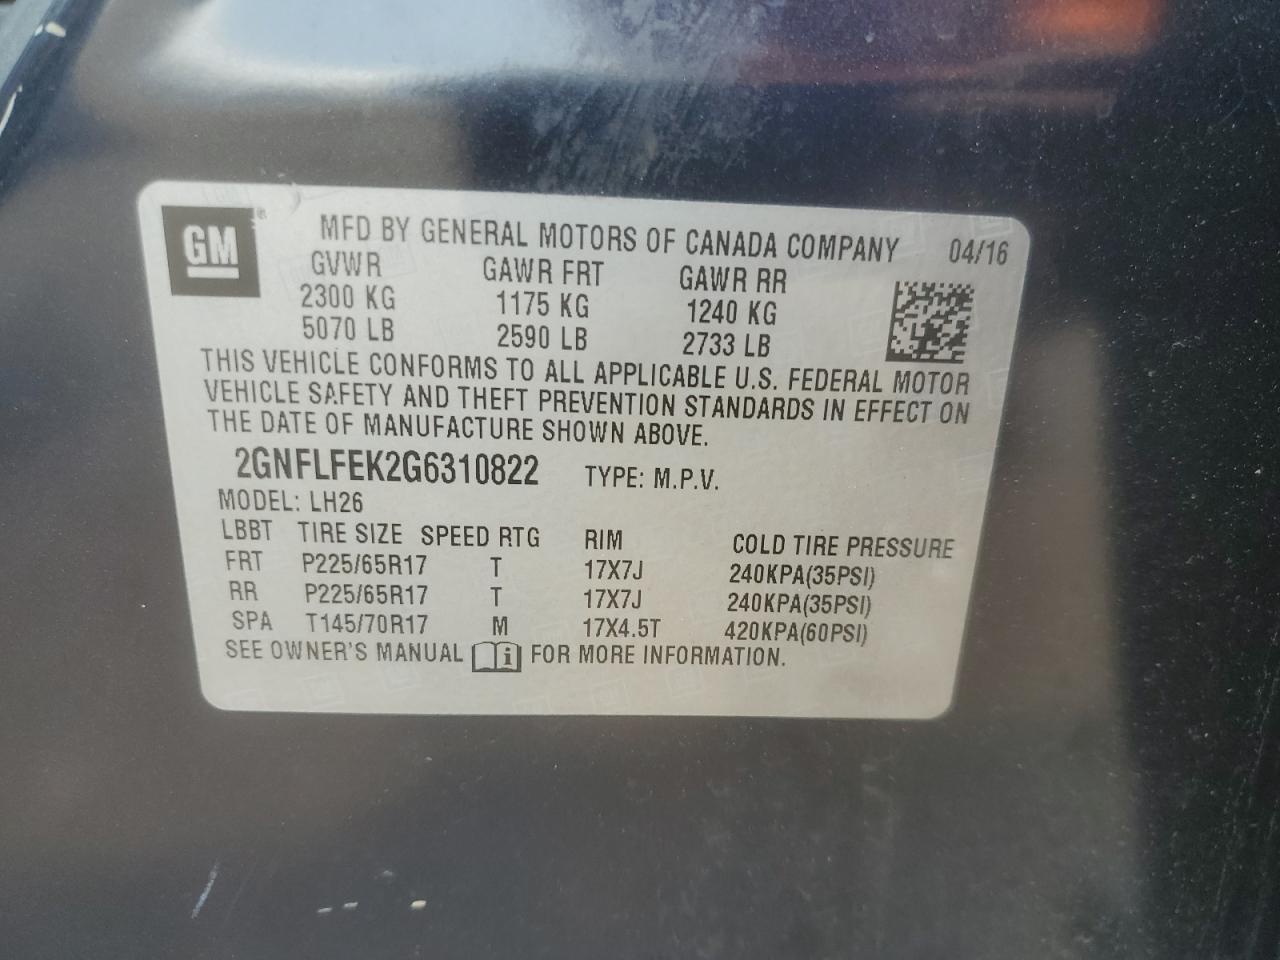 GM®
MFD BY GENERAL MOTORS OF CANADA COMPANY 04/16
GVWR GAWR FRT GAWR RR
2300 KG 1175 KG 1240 KG
5070 LB 2590 LB 2733 LB
THIS VEHICLE CONFORMS TO ALL APPLICABLE U.S. FEDERAL MOTOR
VEHICLE SAFETY AND THEFT PREVENTION STANDARDS IN EFFECT ON
THE DATE OF MANUFACTURE SHOWN ABOVE.
2GNFLFEK2G6310822 TYPE: M.P.V.
MODEL: LH26
LBBT TIRE SIZE SPEED RTG RIM COLD TIRE PRESSURE
FRT P225/65R17 T 17X7J 240KPA(35PSI)
RR P225/65R17 T 17X7J 240KPA(35PSI)
SPA T145/70R17 M 17X4.5T 420KPA(60PSI)
SEE OWNER'S MANUAL i FOR MORE INFORMATION.